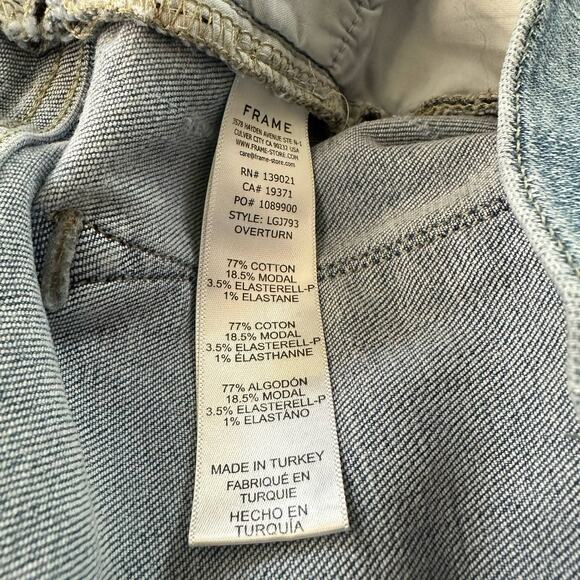 FRAME
3578 HAYDEN AVENUE STE N-1
CULVER CITY CA 90232 USA
WWW.FRAME-STORE.COM
care@frame-store.com
RN# 139021
CA# 19371
PO# 1089900
STYLE: LGJ793
OVERTURN
77% COTTON
18.5% MODAL
3.5% ELASTERELL-P
1% ELASTANE
77% COTON
18.5% MODAL
3.5% ELASTERELL-P
1% ÉLASTHANNE
77% ALGODÓN
18.5% MODAL
3.5% ELASTERELL-P
1% ELASTANO
MADE IN TURKEY
FABRIQUÉ EN
TURQUIE
HECHO EN
TURQUÍA